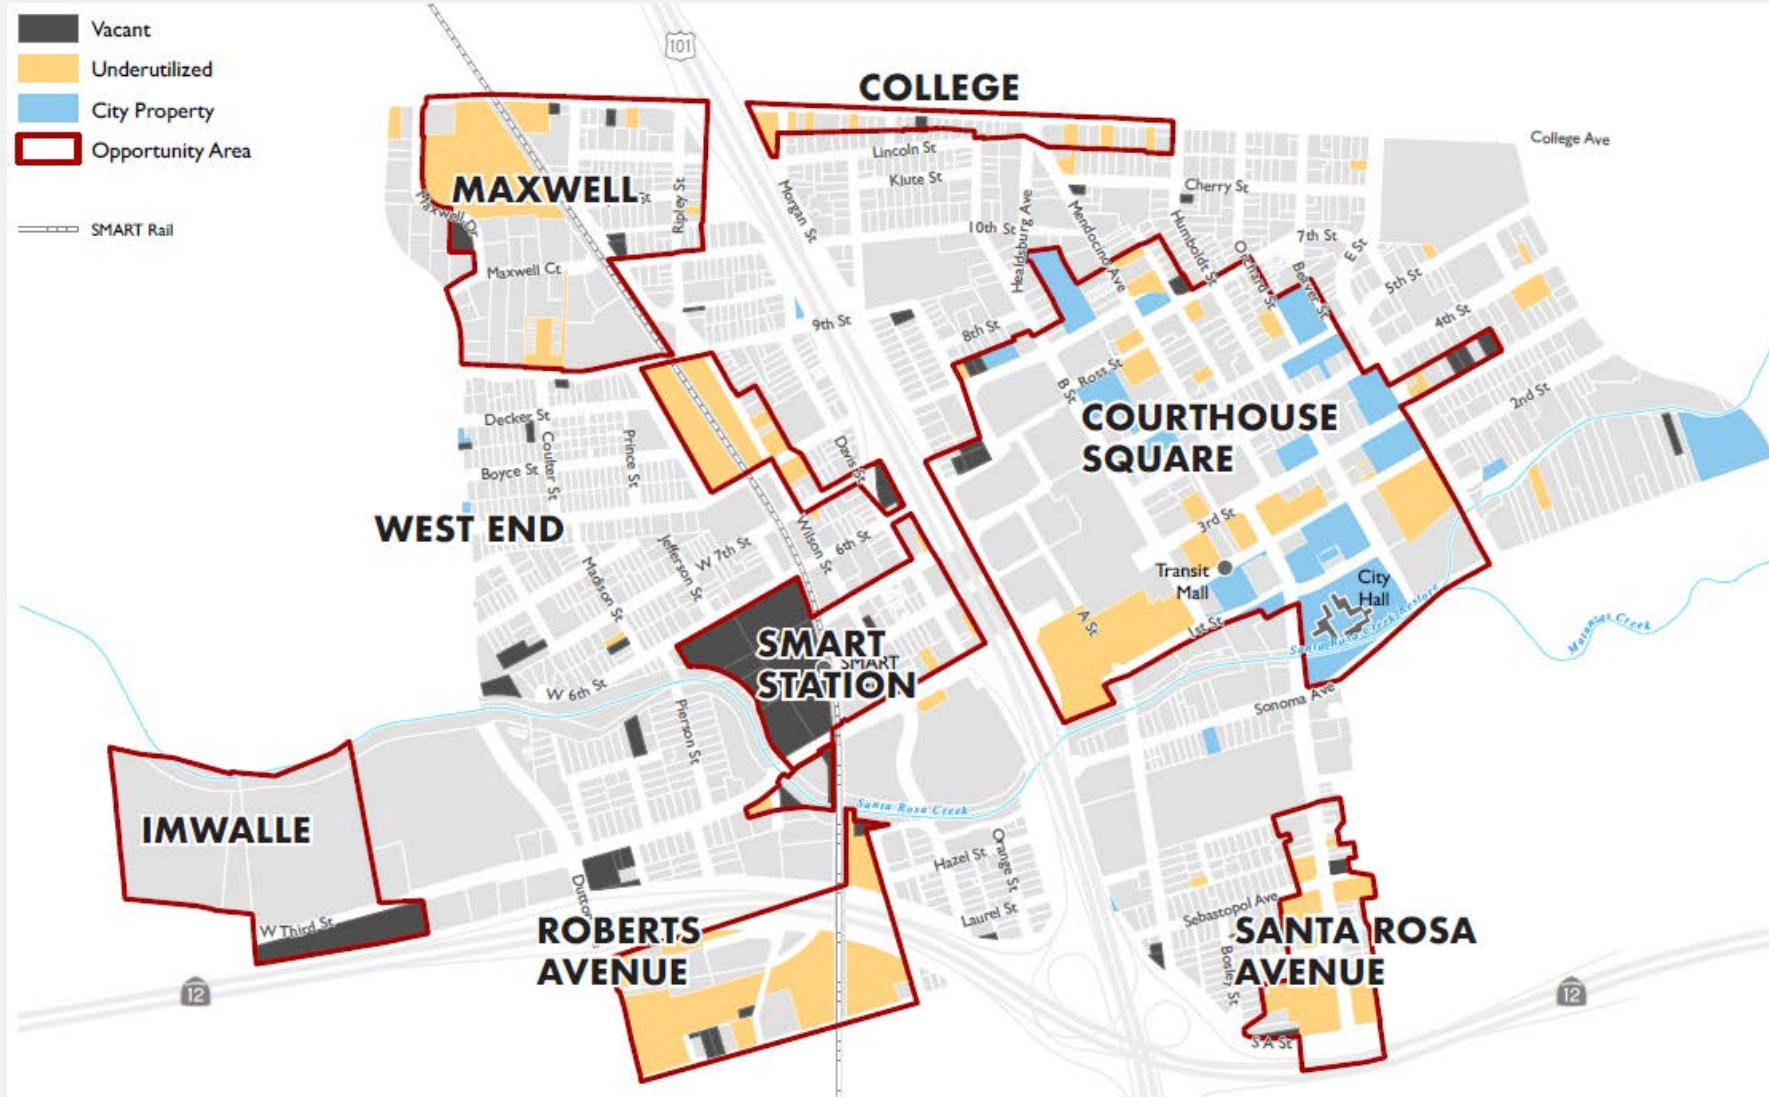 Vacant
Underutilized
City Property
Opportunity Area
SMART Rail
101
COLLEGE
College Ave
Lincoln St
Klute St
Cherry St
MAXWELL
St
Ripley St
Maxwell Dr
Maxwell Ct
Morgan St
10th St
Healdsburg Ave
Mendocino Ave
Humboldt St
Orchard St
Beaver St
7th St
E St
5th St
4th St
2nd St
9th St
8th St
Ross St
B St
COURTHOUSE
SQUARE
Decker St
Coulter St
Boyce St
Prince St
Davis St
WEST END
Wilson St
6th St
W 7th St
Jefferson St
Madison St
3rd St
Transit
Mall
City
Hall
A St
1st St
Santa Rosa Creek Restore
Matanzas Creek
SMART
STATION
SMART
W 6th St
Pierson St
Sonoma Ave
Santa Rosa Creek
IMWALLE
W Third St
Dutton
Hazel St
Orange St
Laurel St
ROBERTS
AVENUE
Sebastopol Ave
SANTA ROSA
AVENUE
Bosley St
S A St
12
12